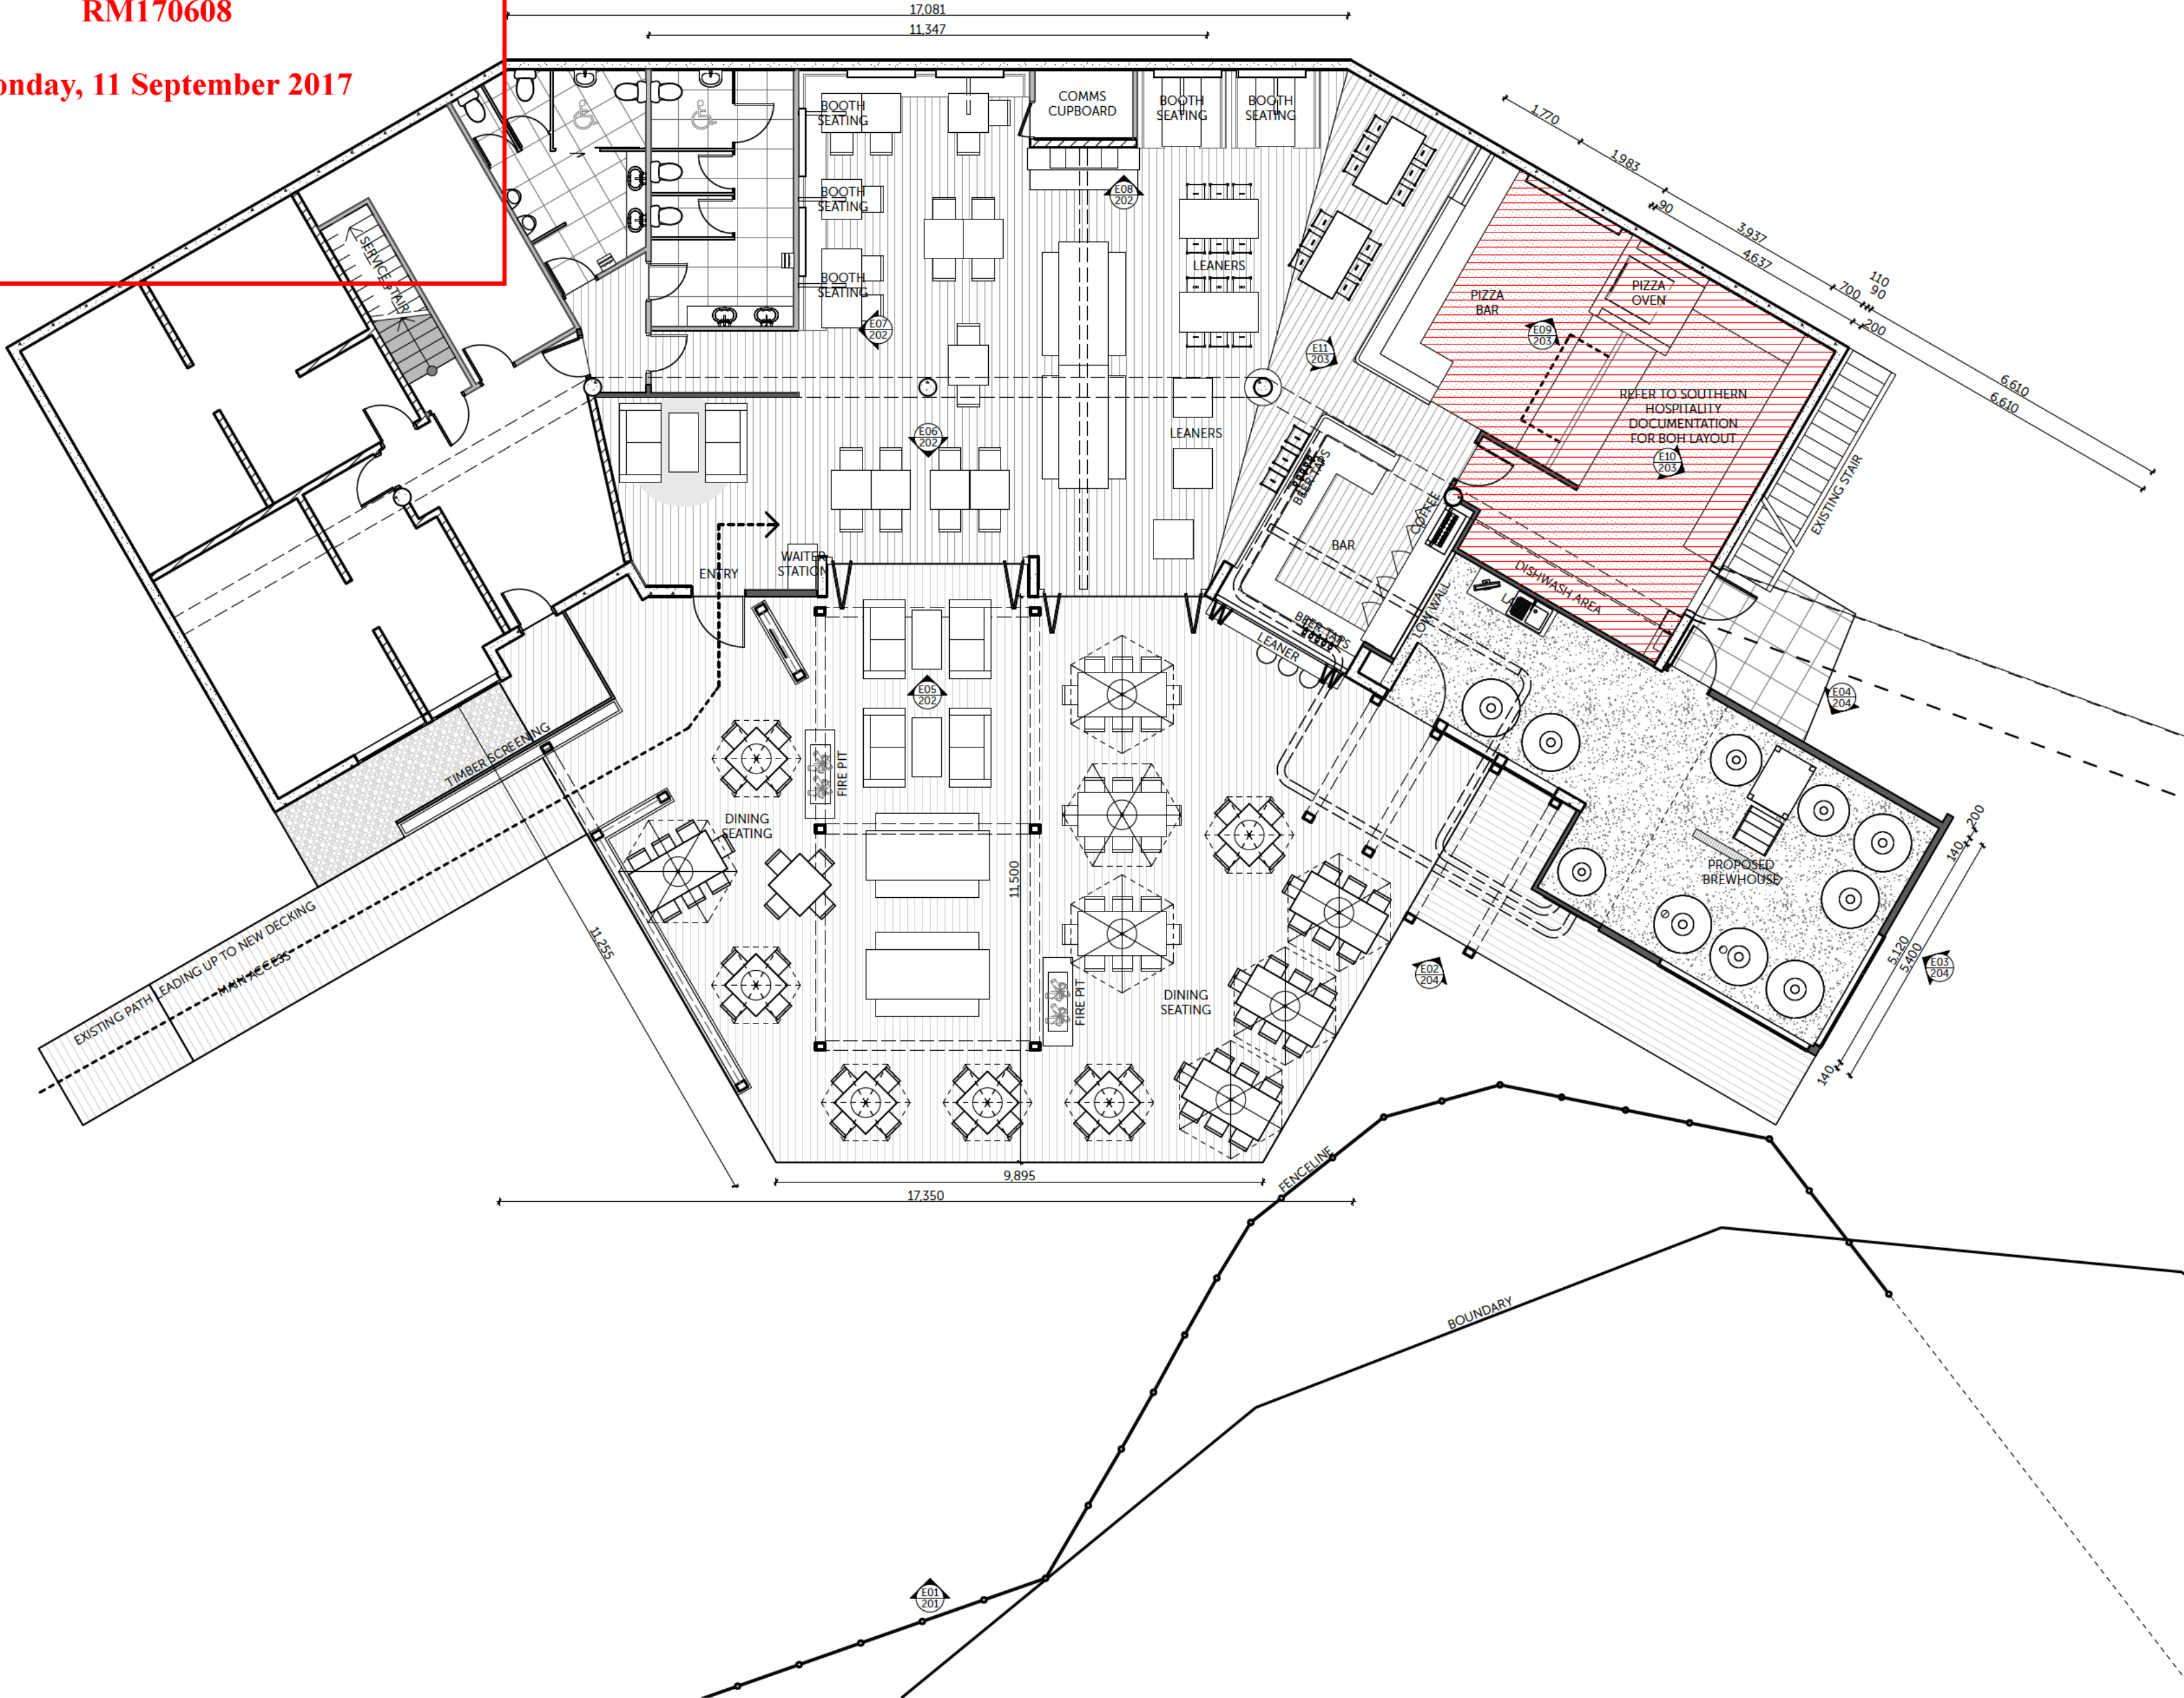 RM170608
onday, 11 September 2017
17,081
11,347
BOOTH
SEATING
COMMS
CUPBOARD
BOOTH
SEATING
BOOTH
SEATING
1,770
1,983
90
3,937
4,637
700
110
90
200
6,610
6,610
SERVICE STAIR
BOOTH
SEATING
E08
202
LEANERS
BOOTH
SEATING
E07
202
PIZZA
BAR
PIZZA
OVEN
E09
203
E11
203
REFER TO SOUTHERN
HOSPITALITY
DOCUMENTATION
FOR BOH LAYOUT
E10
203
E06
202
LEANERS
BEER TAPS
COFFEE
EXISTING STAIR
BAR
WAITER
STATION
ENTRY
DISHWASH AREA
LOW WALL
BEER TAPS
LEANER
E05
202
E04
204
TIMBER SCREENING
FIRE PIT
DINING
SEATING
11,500
PROPOSED
BREWHOUSE
200
140
5,120
5,400
140
E03
204
E02
204
11,255
EXISTING PATH LEADING UP TO NEW DECKING
MAIN ACCESS
FIRE PIT
DINING
SEATING
9,895
17,350
FENCELINE
BOUNDARY
E01
201